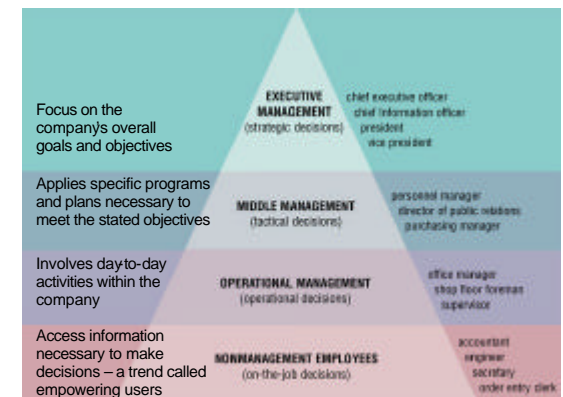 EXECUTIVE
MANAGEMENT
(strategic decisions)
chief executive officer
chief information officer
president
vice president
Focus on the
company's overall
goals and objectives
Applies specific programs
and plans necessary to
meet the stated objectives
MIDDLE MANAGEMENT
(tactical decisions)
personnel manager
director of public relations
purchasing manager
Involves day-to-day
activities within the
company
OPERATIONAL MANAGEMENT
(operational decisions)
office manager
shop floor foreman
supervisor
Access information
necessary to make
decisions – a trend called
empowering users
NONMANAGEMENT EMPLOYEES
(on-the-job decisions)
accountant
engineer
secretary
order entry clerk